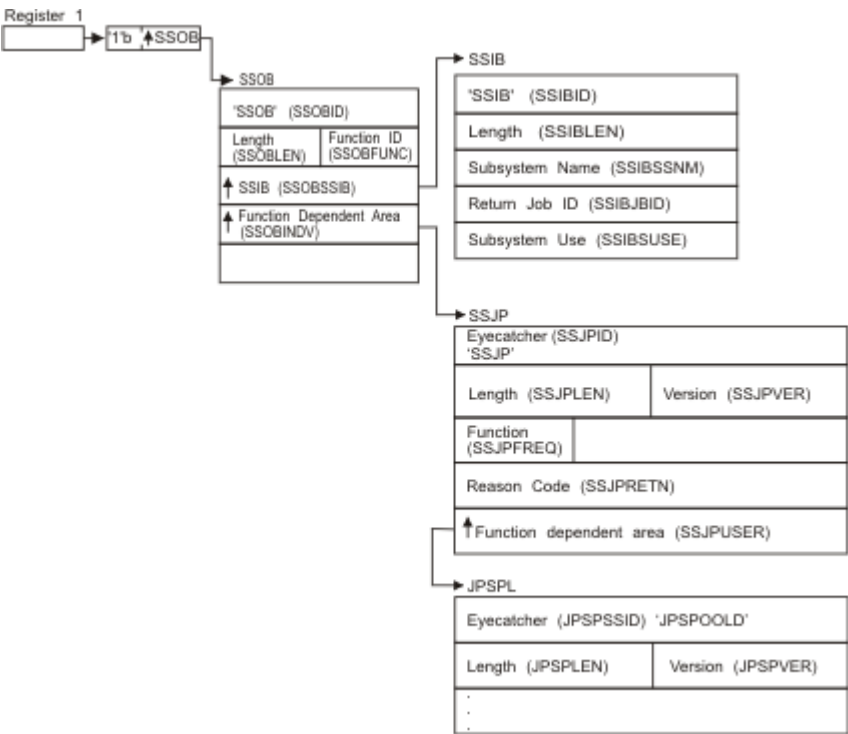 Register 1
'1'b SSOB
SSOB
'SSOB' (SSOBID)
Length
(SSOBLEN)
Function ID
(SSOBFUNC)
SSIB (SSOBSSIB)
Function Dependent Area
(SSOBINDV)
SSIB
'SSIB' (SSIBID)
Length (SSIBLEN)
Subsystem Name (SSIBSSNM)
Return Job ID (SSIBJBID)
Subsystem Use (SSIBSUSE)
SSJP
Eyecatcher (SSJPID)
'SSJP'
Length (SSJPLEN)
Version (SSJPVER)
Function
(SSJPFREQ)
Reason Code (SSJPRETN)
Function dependent area (SSJPUSER)
JPSPL
Eyecatcher (JPSPSSID) 'JPSPOOLD'
Length (JPSPLEN)
Version (JPSPVER)
.
.
.